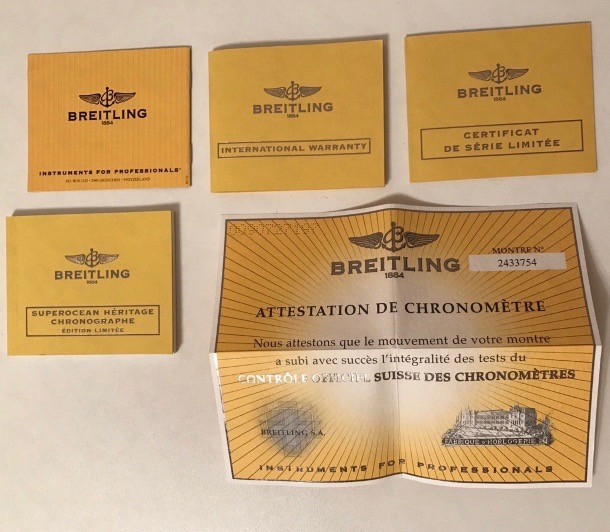 BREITLING
1884
INSTRUMENTS FOR PROFESSIONALS
BREITLING
1884
INTERNATIONAL WARRANTY
BREITLING
1884
CERTIFICAT
DE SÉRIE LIMITÉE
BREITLING
1884
SUPEROCEAN HÉRITAGE
CHRONOGRAPHE
ÉDITION LIMITÉE
BREITLING
1884
MONTRE N°
2433754
ATTESTATION DE CHRONOMÈTRE
Nous attestons que le mouvement de votre montre
a subi avec succès l'intégralité des tests du
CONTRÔLE OFFICIEL SUISSE DES CHRONOMÈTRES
BREITLING S.A.
FABRIQUE D'HORLOGERIE
INSTRUMENTS FOR PROFESSIONALS